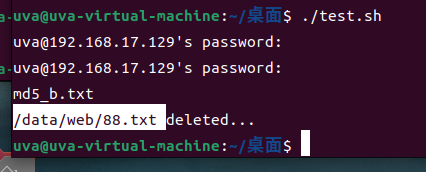 uva@uva-virtual-machine:~/桌面$ ./test.sh
uva@192.168.17.129's password:
uva@192.168.17.129's password:
md5_b.txt
/data/web/88.txt deleted...
uva@uva-virtual-machine:~/桌面$